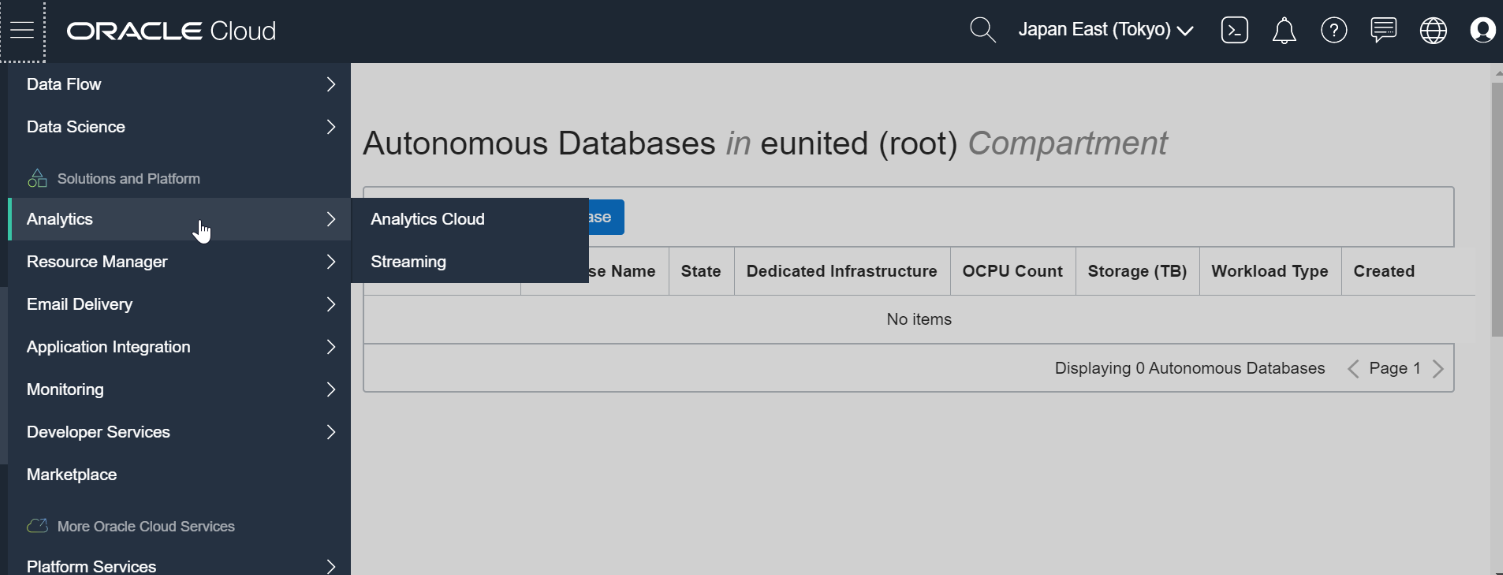 ORACLE Cloud
Japan East (Tokyo)
Data Flow
Data Science
Solutions and Platform
Analytics
Resource Manager
Email Delivery
Application Integration
Monitoring
Developer Services
Marketplace
More Oracle Cloud Services
Platform Services
Analytics Cloud
Streaming
Autonomous Databases in eunited (root) Compartment
ase
se Name State Dedicated Infrastructure OCPU Count Storage (TB) Workload Type Created
No items
Displaying 0 Autonomous Databases Page 1